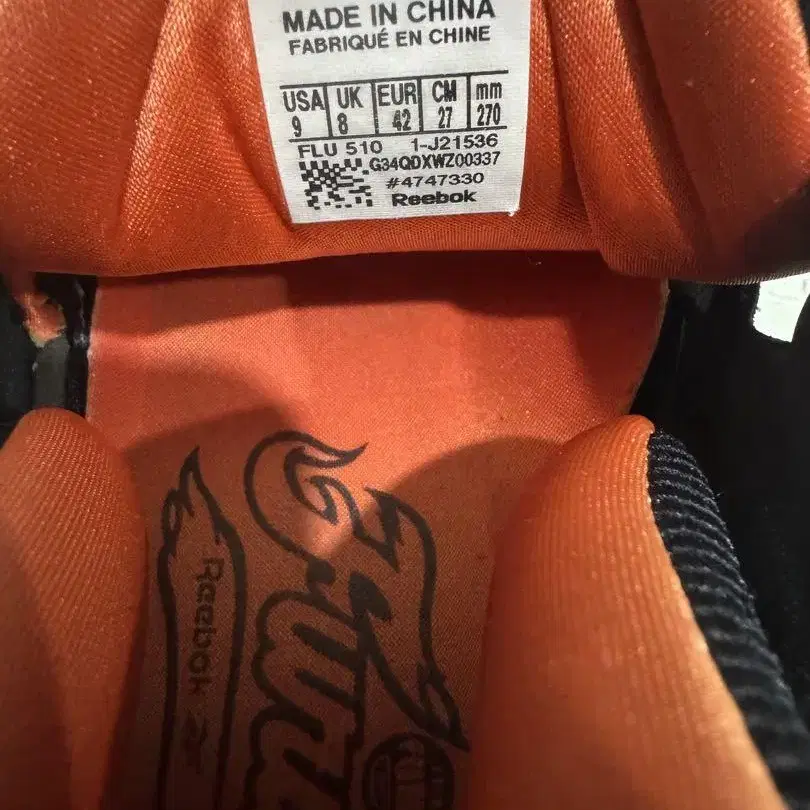 MADE IN CHINA
FABRIQUÉ EN CHINE
USA UK EUR CM mm
9 8 42 27 270
FLU 510 1-J21536
G34QDXWZ00337
#4747330
Reebok
Reebok